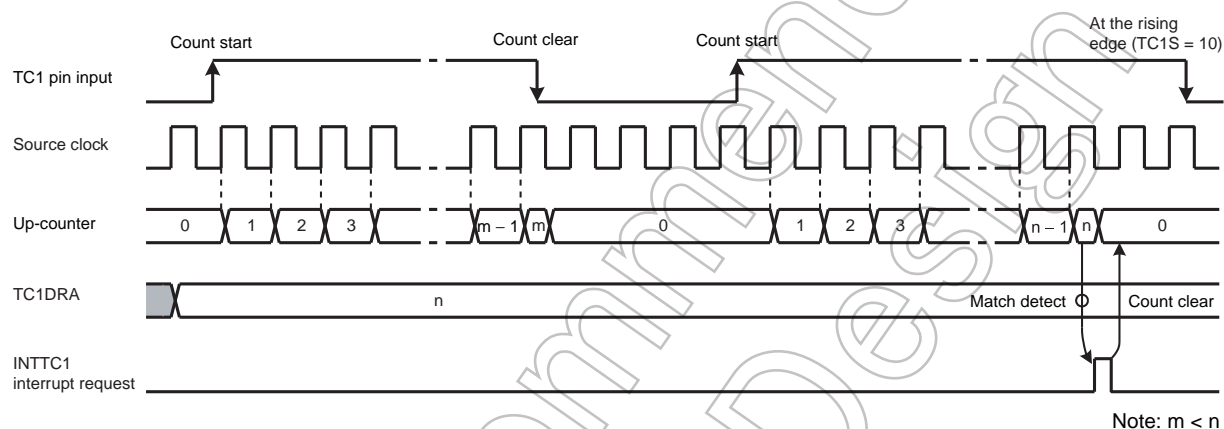 At the rising
edge (TC1S = 10)
Count start
Count clear
Count start
TC1 pin input
Source clock
Up-counter
0
1
2
3
m – 1
m
0
1
2
3
n – 1
n
0
TC1DRA
n
Match detect
Count clear
INTTC1
interrupt request
Note: m < n